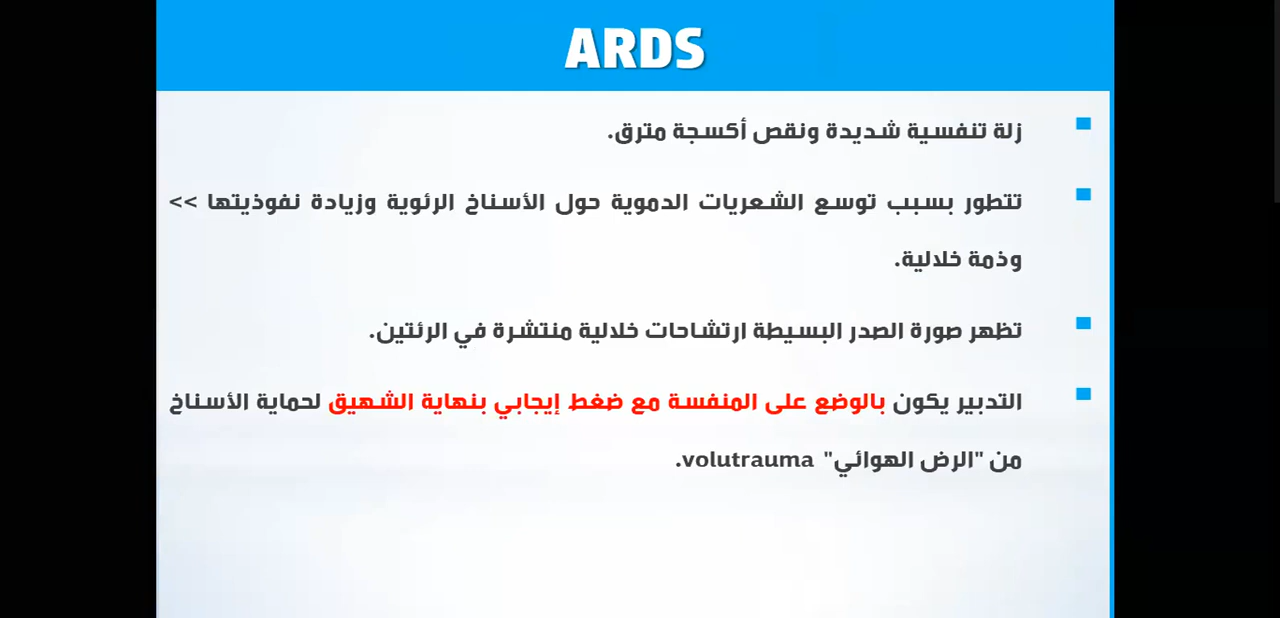 ARDS
زلة تنفسية شديدة ونقص أكسجة مترق.
تتطور بسبب توسع الشعريات الدموية حول الأسناخ الرئوية وزيادة نفوذيتها >>
وذمة خلالية.
تظهر صورة الصدر البسيطة ارتشاحات خلالية منتشرة في الرئتين.
التدبير يكون بالوضع على المنفسة مع ضغط إيجابي بنهاية الشهيق لحماية الأسناخ
من "الرض الهوائي" volutrauma.